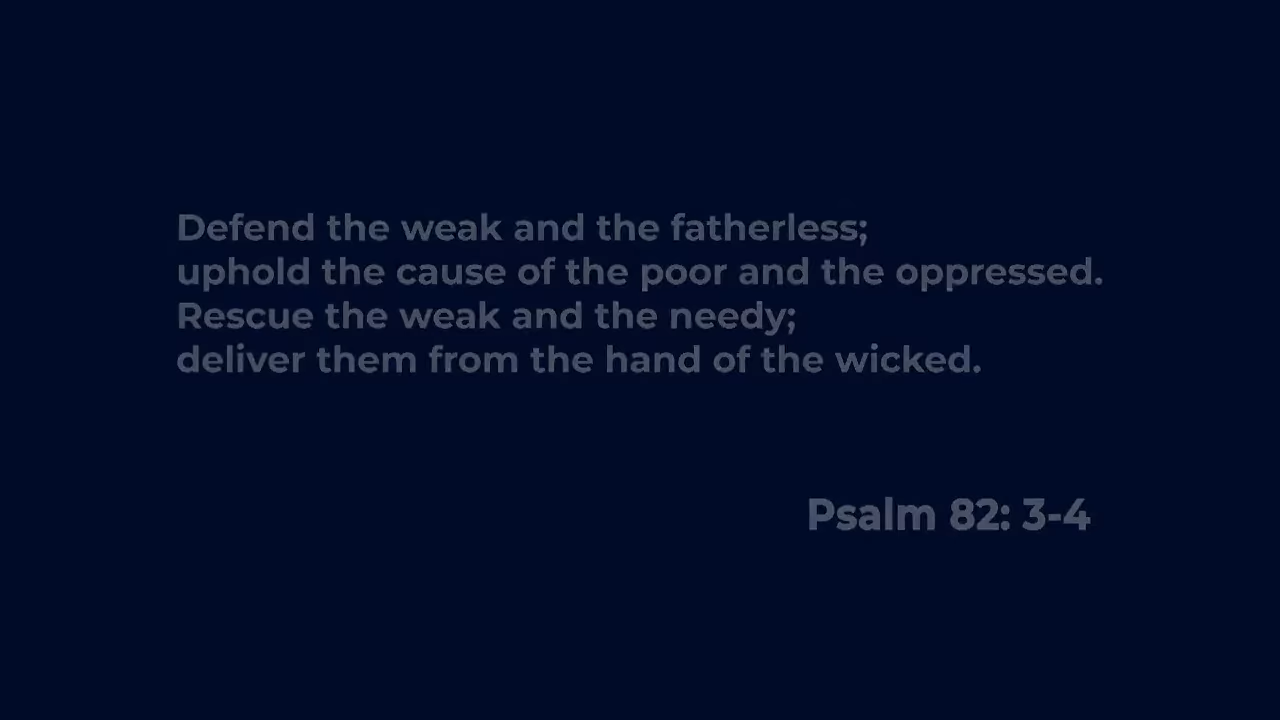 Defend the weak and the fatherless;
uphold the cause of the poor and the oppressed.
Rescue the weak and the needy;
deliver them from the hand of the wicked.
Psalm 82: 3-4